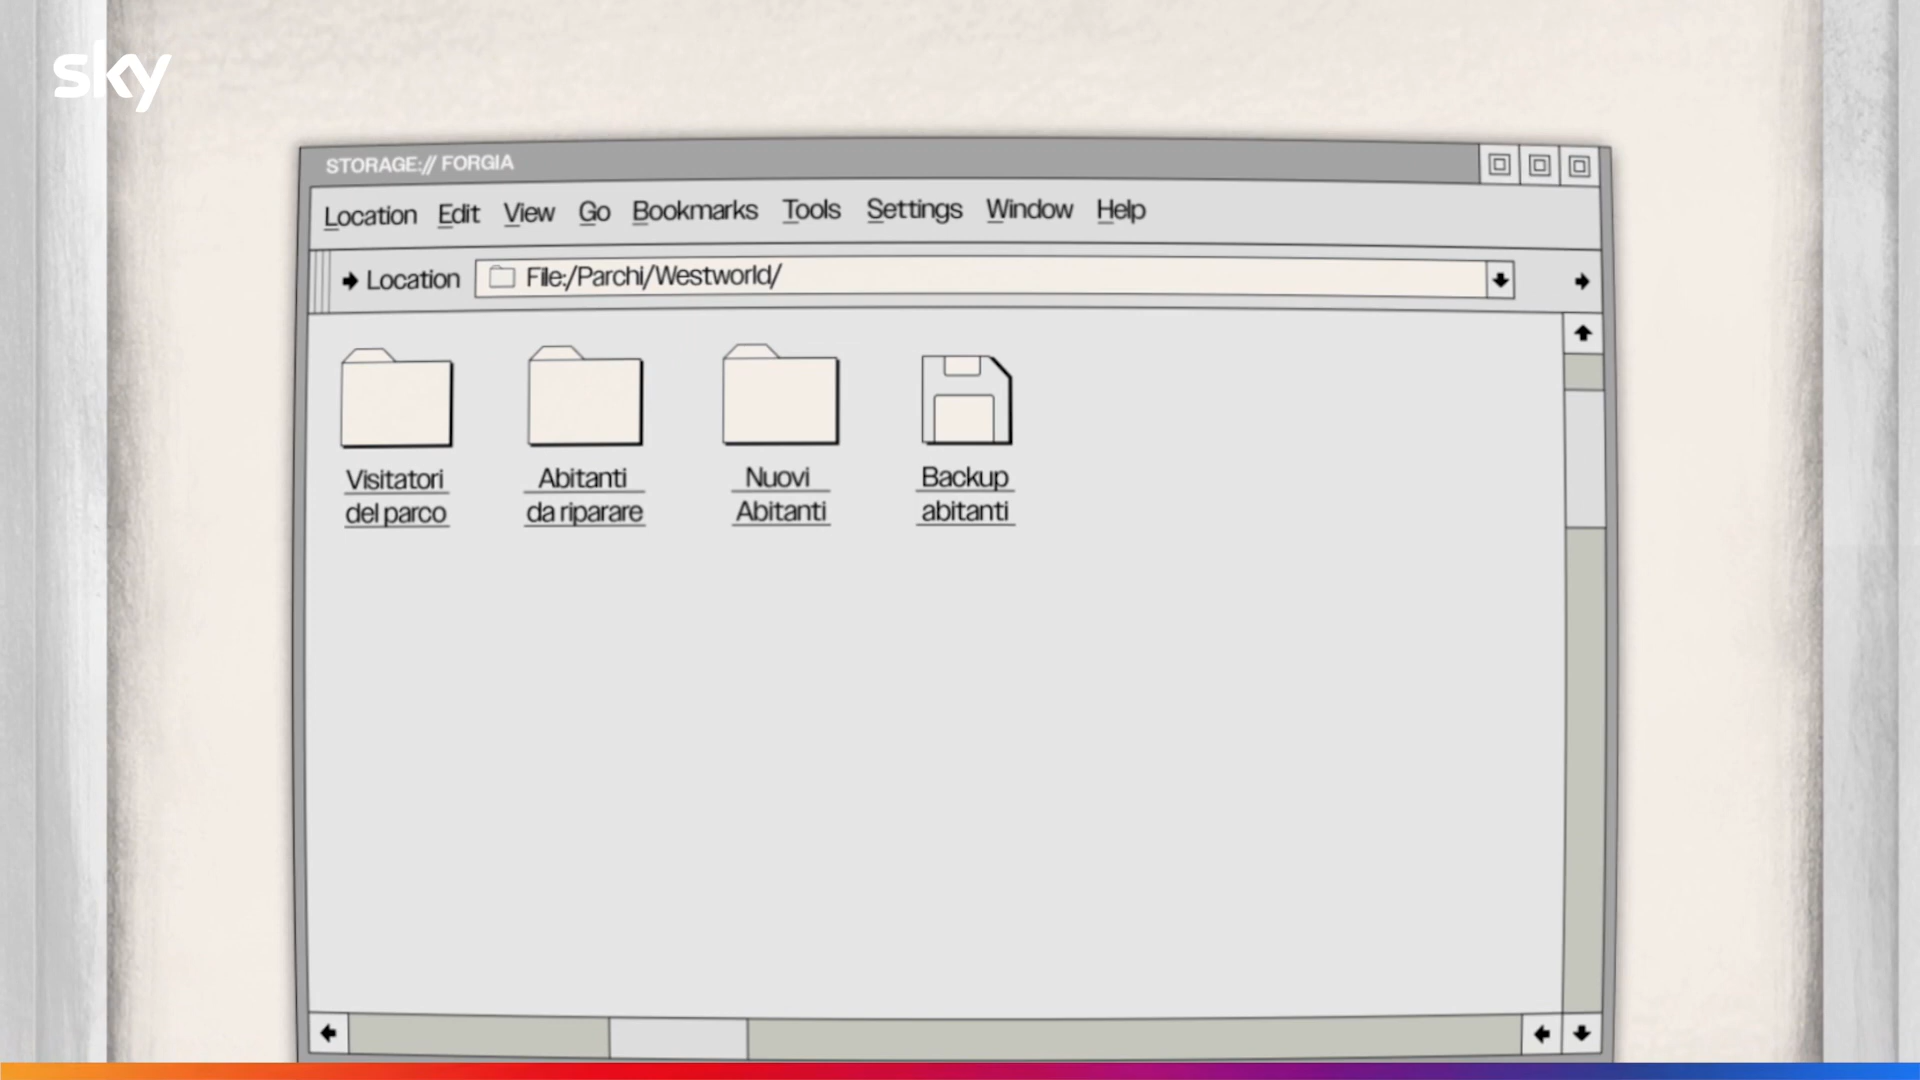 sky
STORAGE:// FORGIA
Location Edit View Go Bookmarks Tools Settings Window Help
Location File:/Parchi/Westworld/
Visitatori
del parco
Abitanti
da riparare
Nuovi
Abitanti
Backup
abitanti